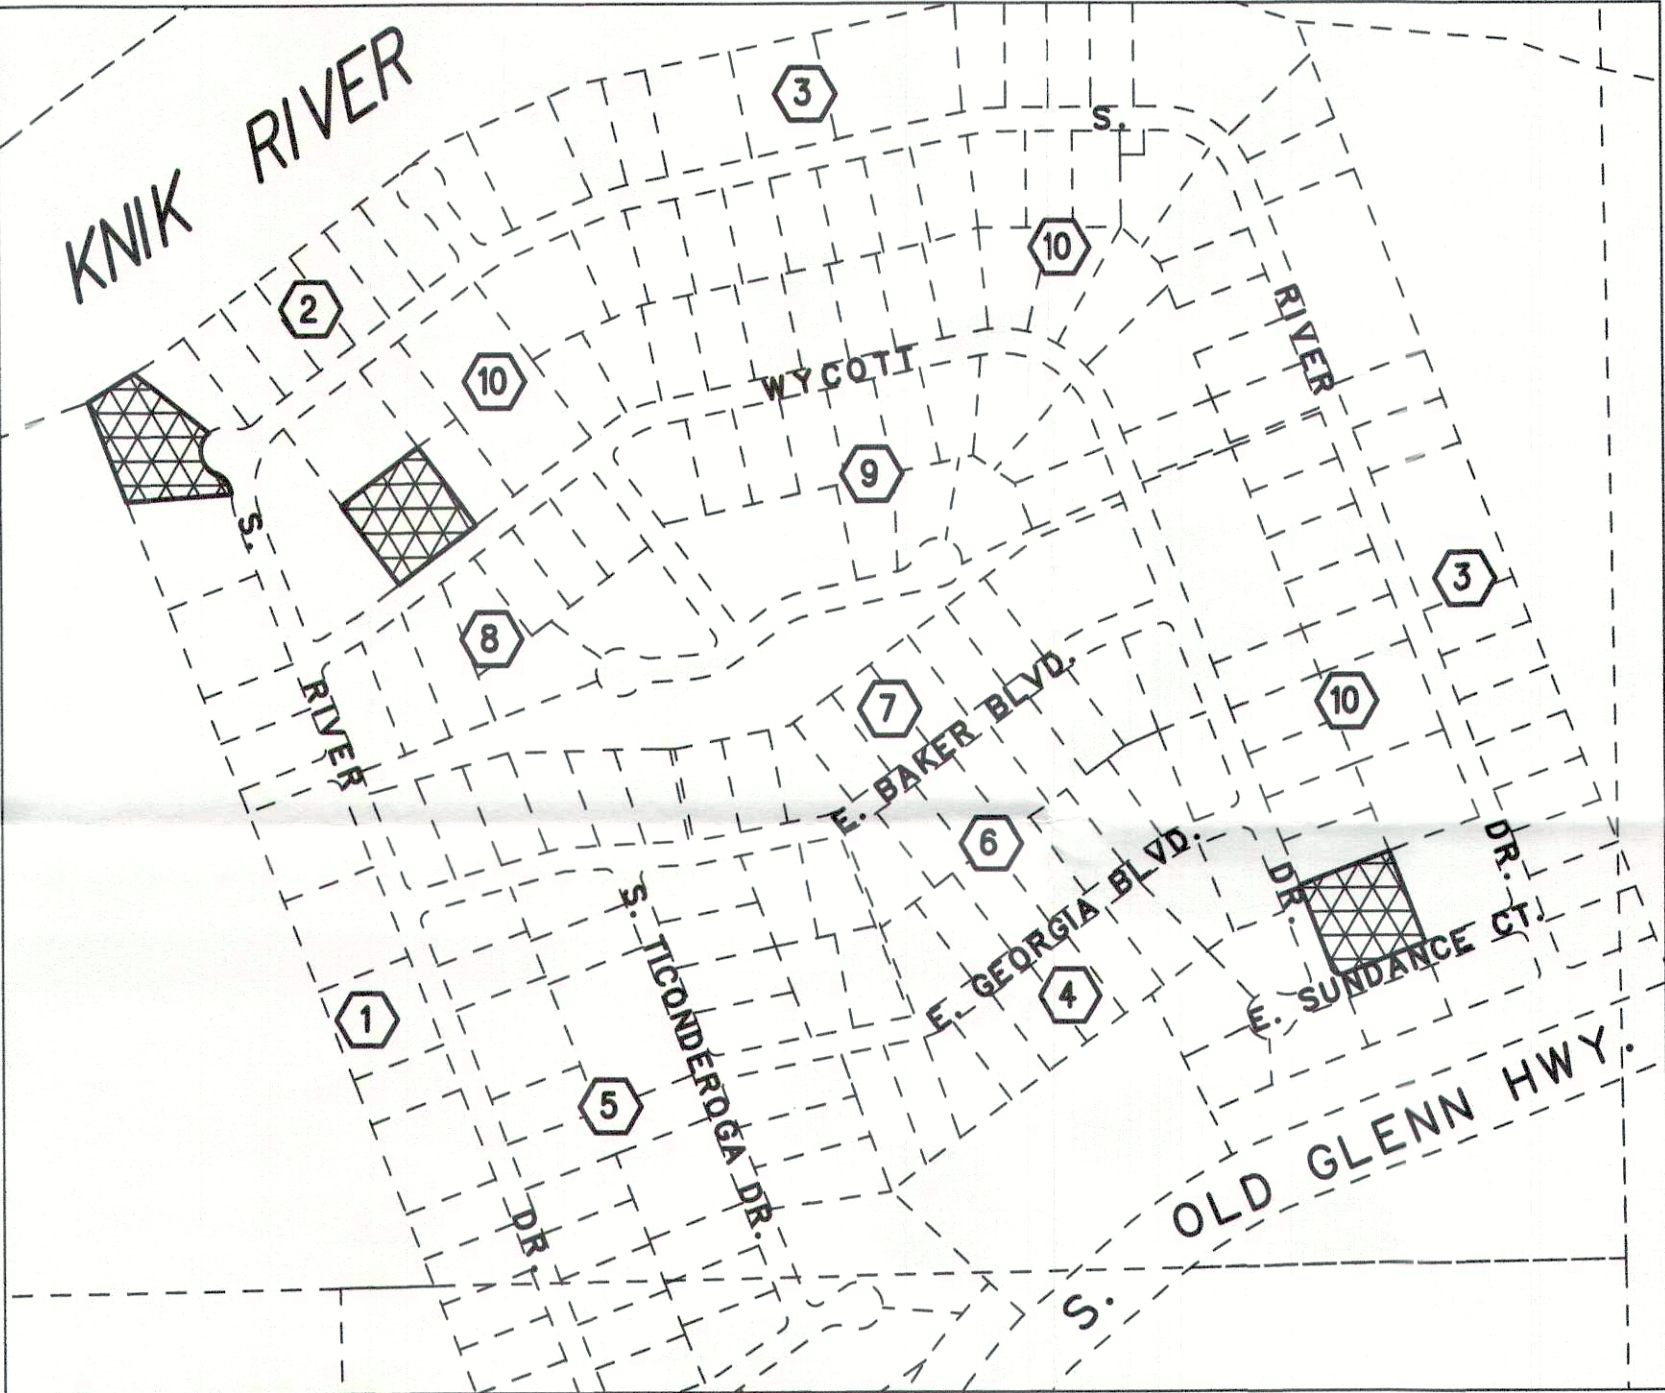 KNIK RIVER
3
S.
2
10
10
RIVER
WYCOTI
9
S.
3
8
RIVER
7
10
E. BAKER BLVD.
6
E. GEORGIA BLVD.
DR.
DR.
S. TICONDEROGA DR.
E. SUNDANCE CT.
4
1
5
DR.
S. OLD GLENN HWY.